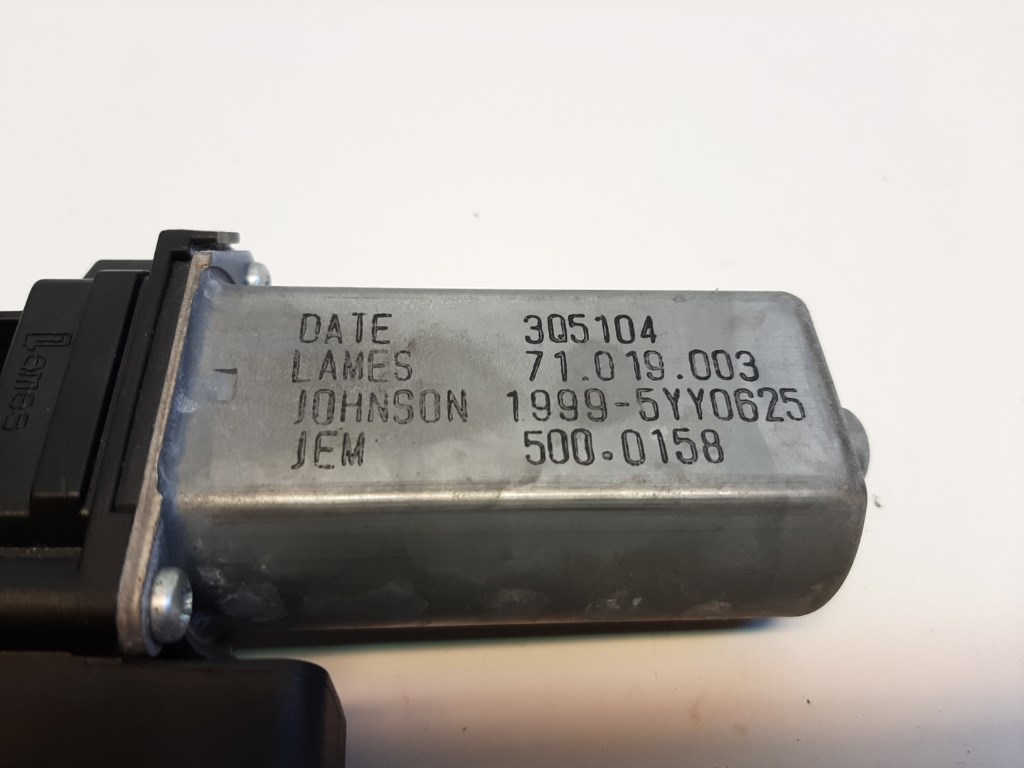 DATE 3Q5104
LAMES 71.019.003
JOHNSON 1999-5YY0625
JEM 500.0158
Lames